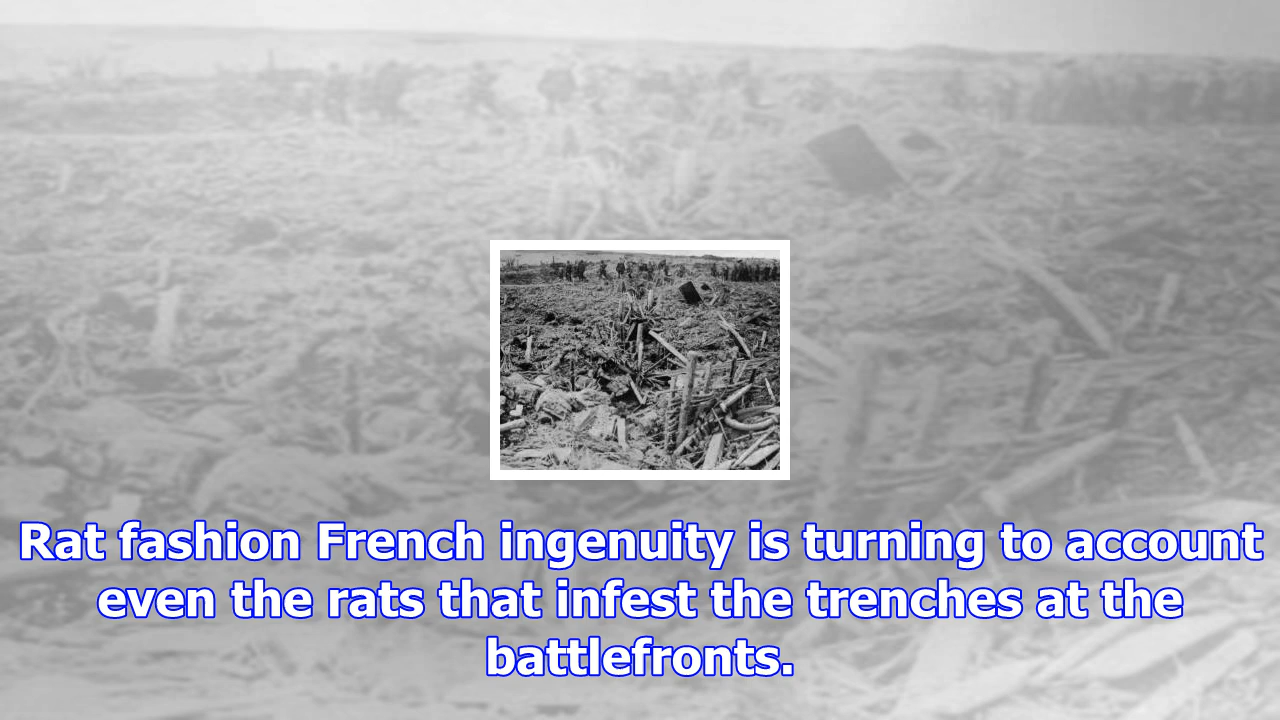 Rat fashion French ingenuity is turning to account
even the rats that infest the trenches at the
battlefronts.